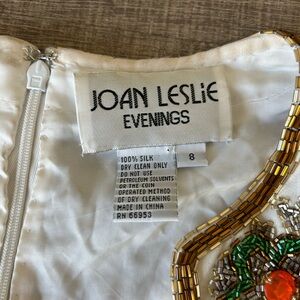 JOAN LESLiE
EVENINGS
8
100% SILK
DRY CLEAN ONLY
DO NOT USE
PETROLEUM SOLVENTS
OR THE COIN
OPERATED METHOD
OF DRY CLEANING
MADE IN CHINA
RN 66953